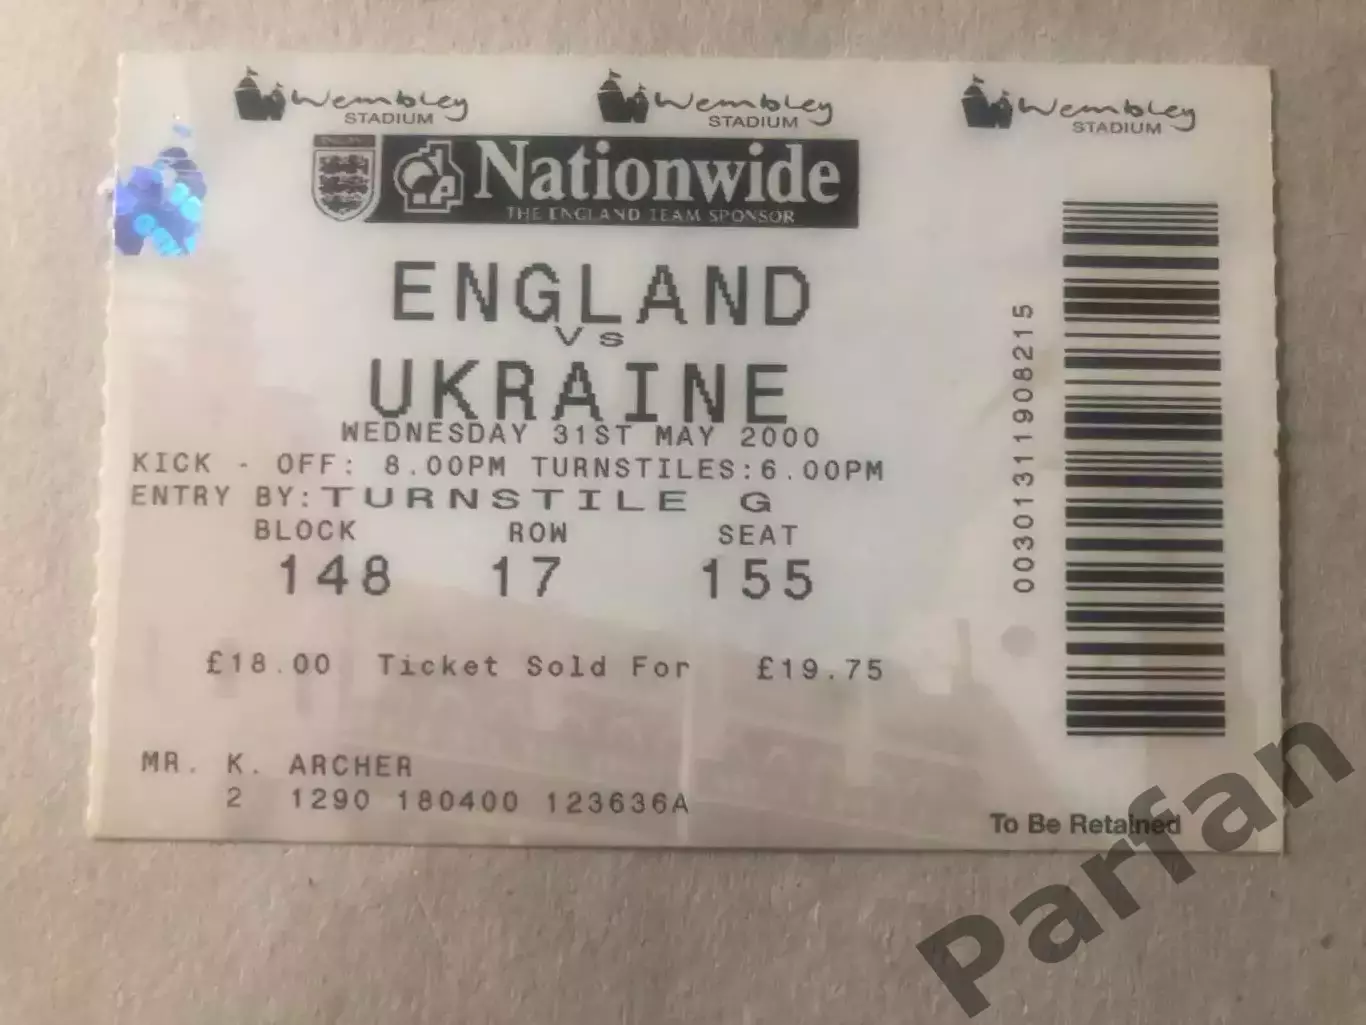 Wembley Wembley Wembley
STADIUM STADIUM STADIUM
ENGLAND
Nationwide
THE ENGLAND TEAM SPONSOR
ENGLAND
VS
UKRAINE
WEDNESDAY 31ST MAY 2000
KICK - OFF: 8.00PM TURNSTILES:6.00PM
ENTRY BY:TURNSTILE G
BLOCK ROW SEAT
148 17 155
£18.00 Ticket Sold For £19.75
MR. K. ARCHER
2 1290 180400 123636A
0030131131908215
To Be Retained
Parfan